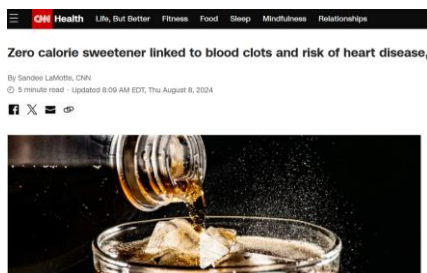 CNN Health Life, But Better Fitness Food Sleep Mindfulness Relationships
Zero calorie sweetener linked to blood clots and risk of heart disease,
By Sandee LaMotte, CNN
5 minute read · Updated 8:09 AM EDT, Thu August 8, 2024